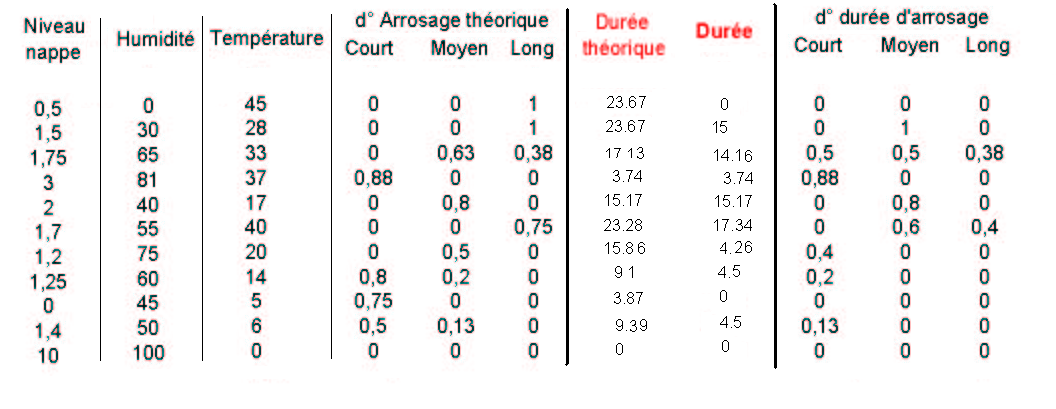 Niveau nappe Humidité Température d° Arrosage théorique Durée théorique Durée d° durée d'arrosage
Court Moyen Long Court Moyen Long
0,5 0 45 0 0 1 23.67 0 0 0 0
1,5 30 28 0 0 1 23.67 15 0 1 0
1,75 65 33 0 0,63 0,38 17 13 14.16 0,5 0,5 0,38
3 81 37 0,88 0 0 3.74 3.74 0,88 0 0
2 40 17 0 0,8 0 15.17 15.17 0 0,8 0
1,7 55 40 0 0 0,75 23.28 17.34 0 0,6 0,4
1,2 75 20 0 0,5 0 15.86 4.26 0,4 0 0
1,25 60 14 0,8 0,2 0 9 1 4.5 0,2 0 0
0 45 5 0,75 0 0 3.87 0 0 0 0
1,4 50 6 0,5 0,13 0 9.39 4.5 0,13 0 0
10 100 0 0 0 0 0 0 0 0 0